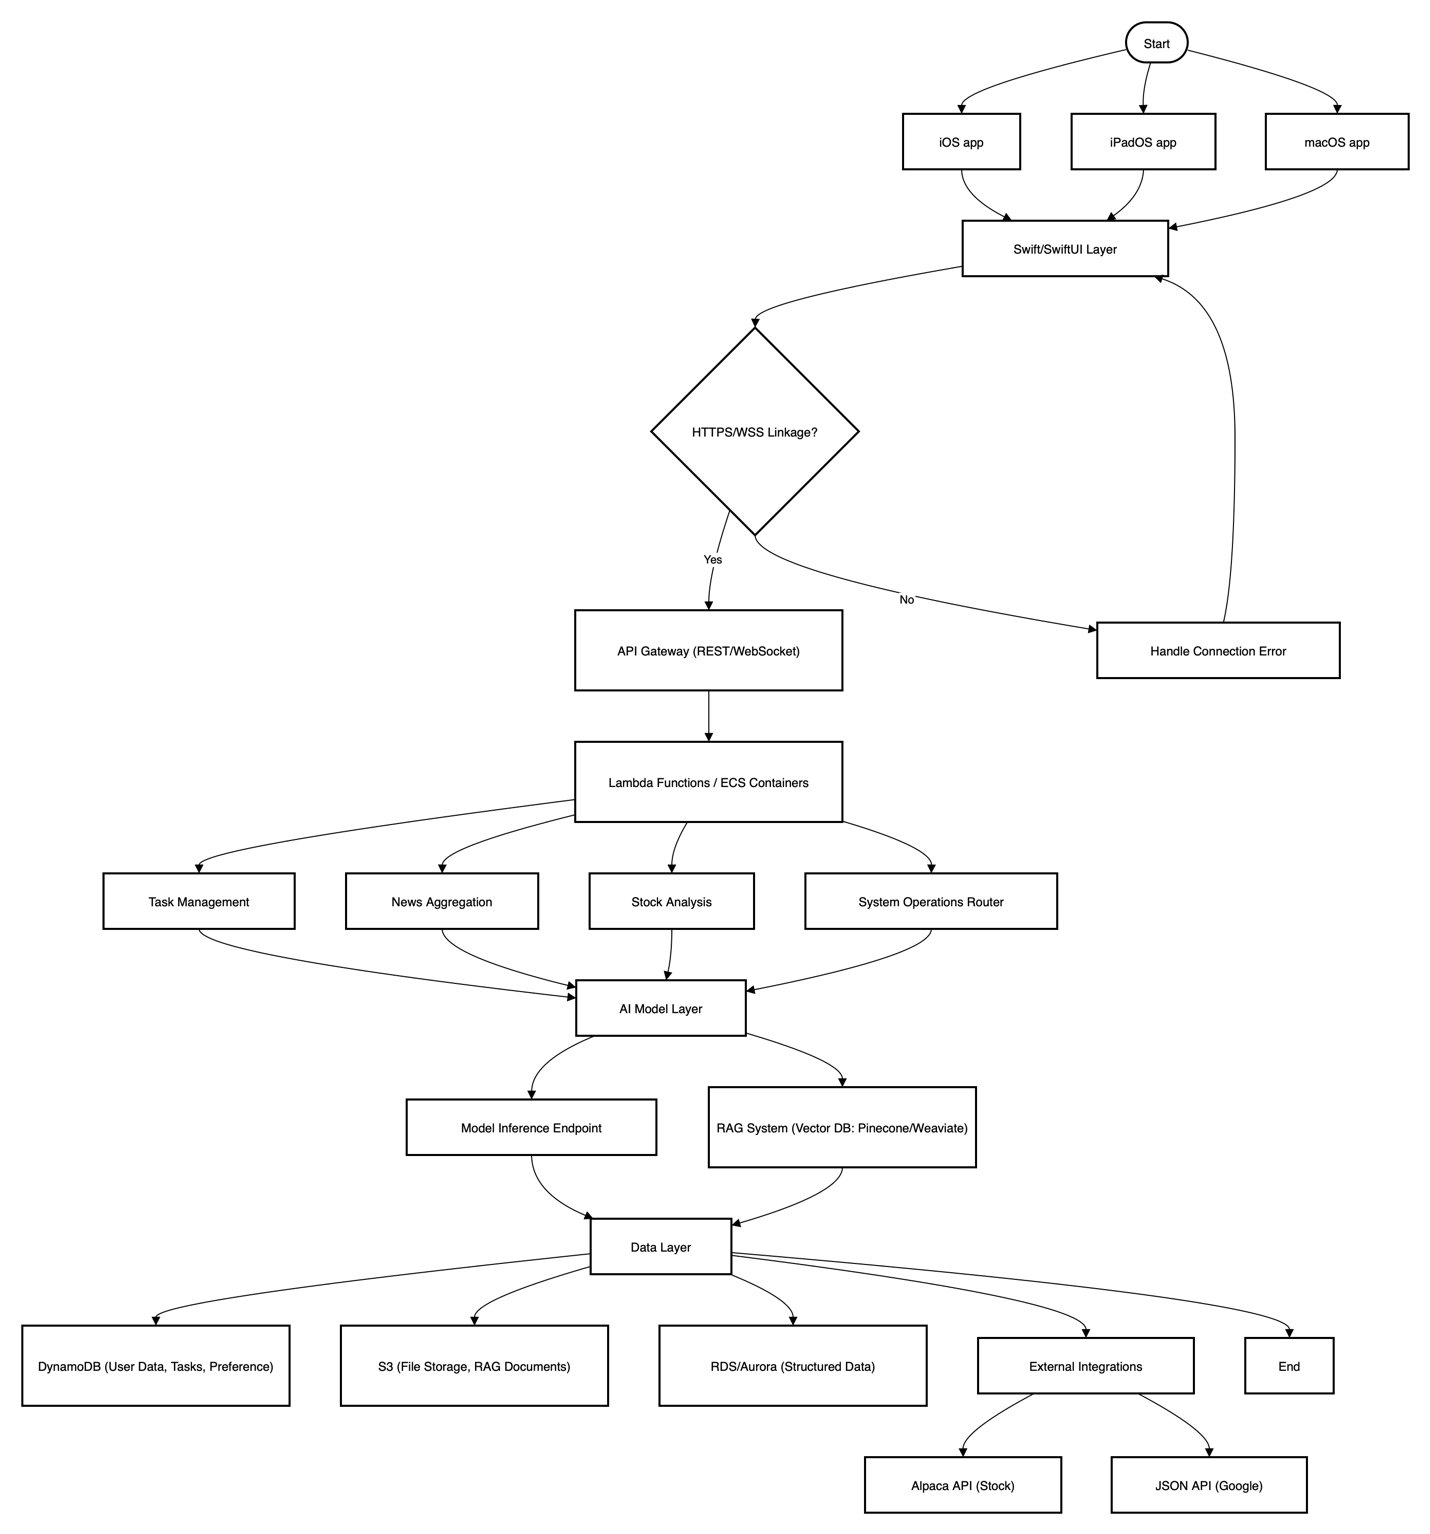 Start
iOS app
iPadOS app
macOS app
Swift/SwiftUI Layer
HTTPS/WSS Linkage?
Yes
No
API Gateway (REST/WebSocket)
Handle Connection Error
Lambda Functions / ECS Containers
Task Management
News Aggregation
Stock Analysis
System Operations Router
AI Model Layer
Model Inference Endpoint
RAG System (Vector DB: Pinecone/Weaviate)
Data Layer
DynamoDB (User Data, Tasks, Preference)
S3 (File Storage, RAG Documents)
RDS/Aurora (Structured Data)
External Integrations
End
Alpaca API (Stock)
JSON API (Google)